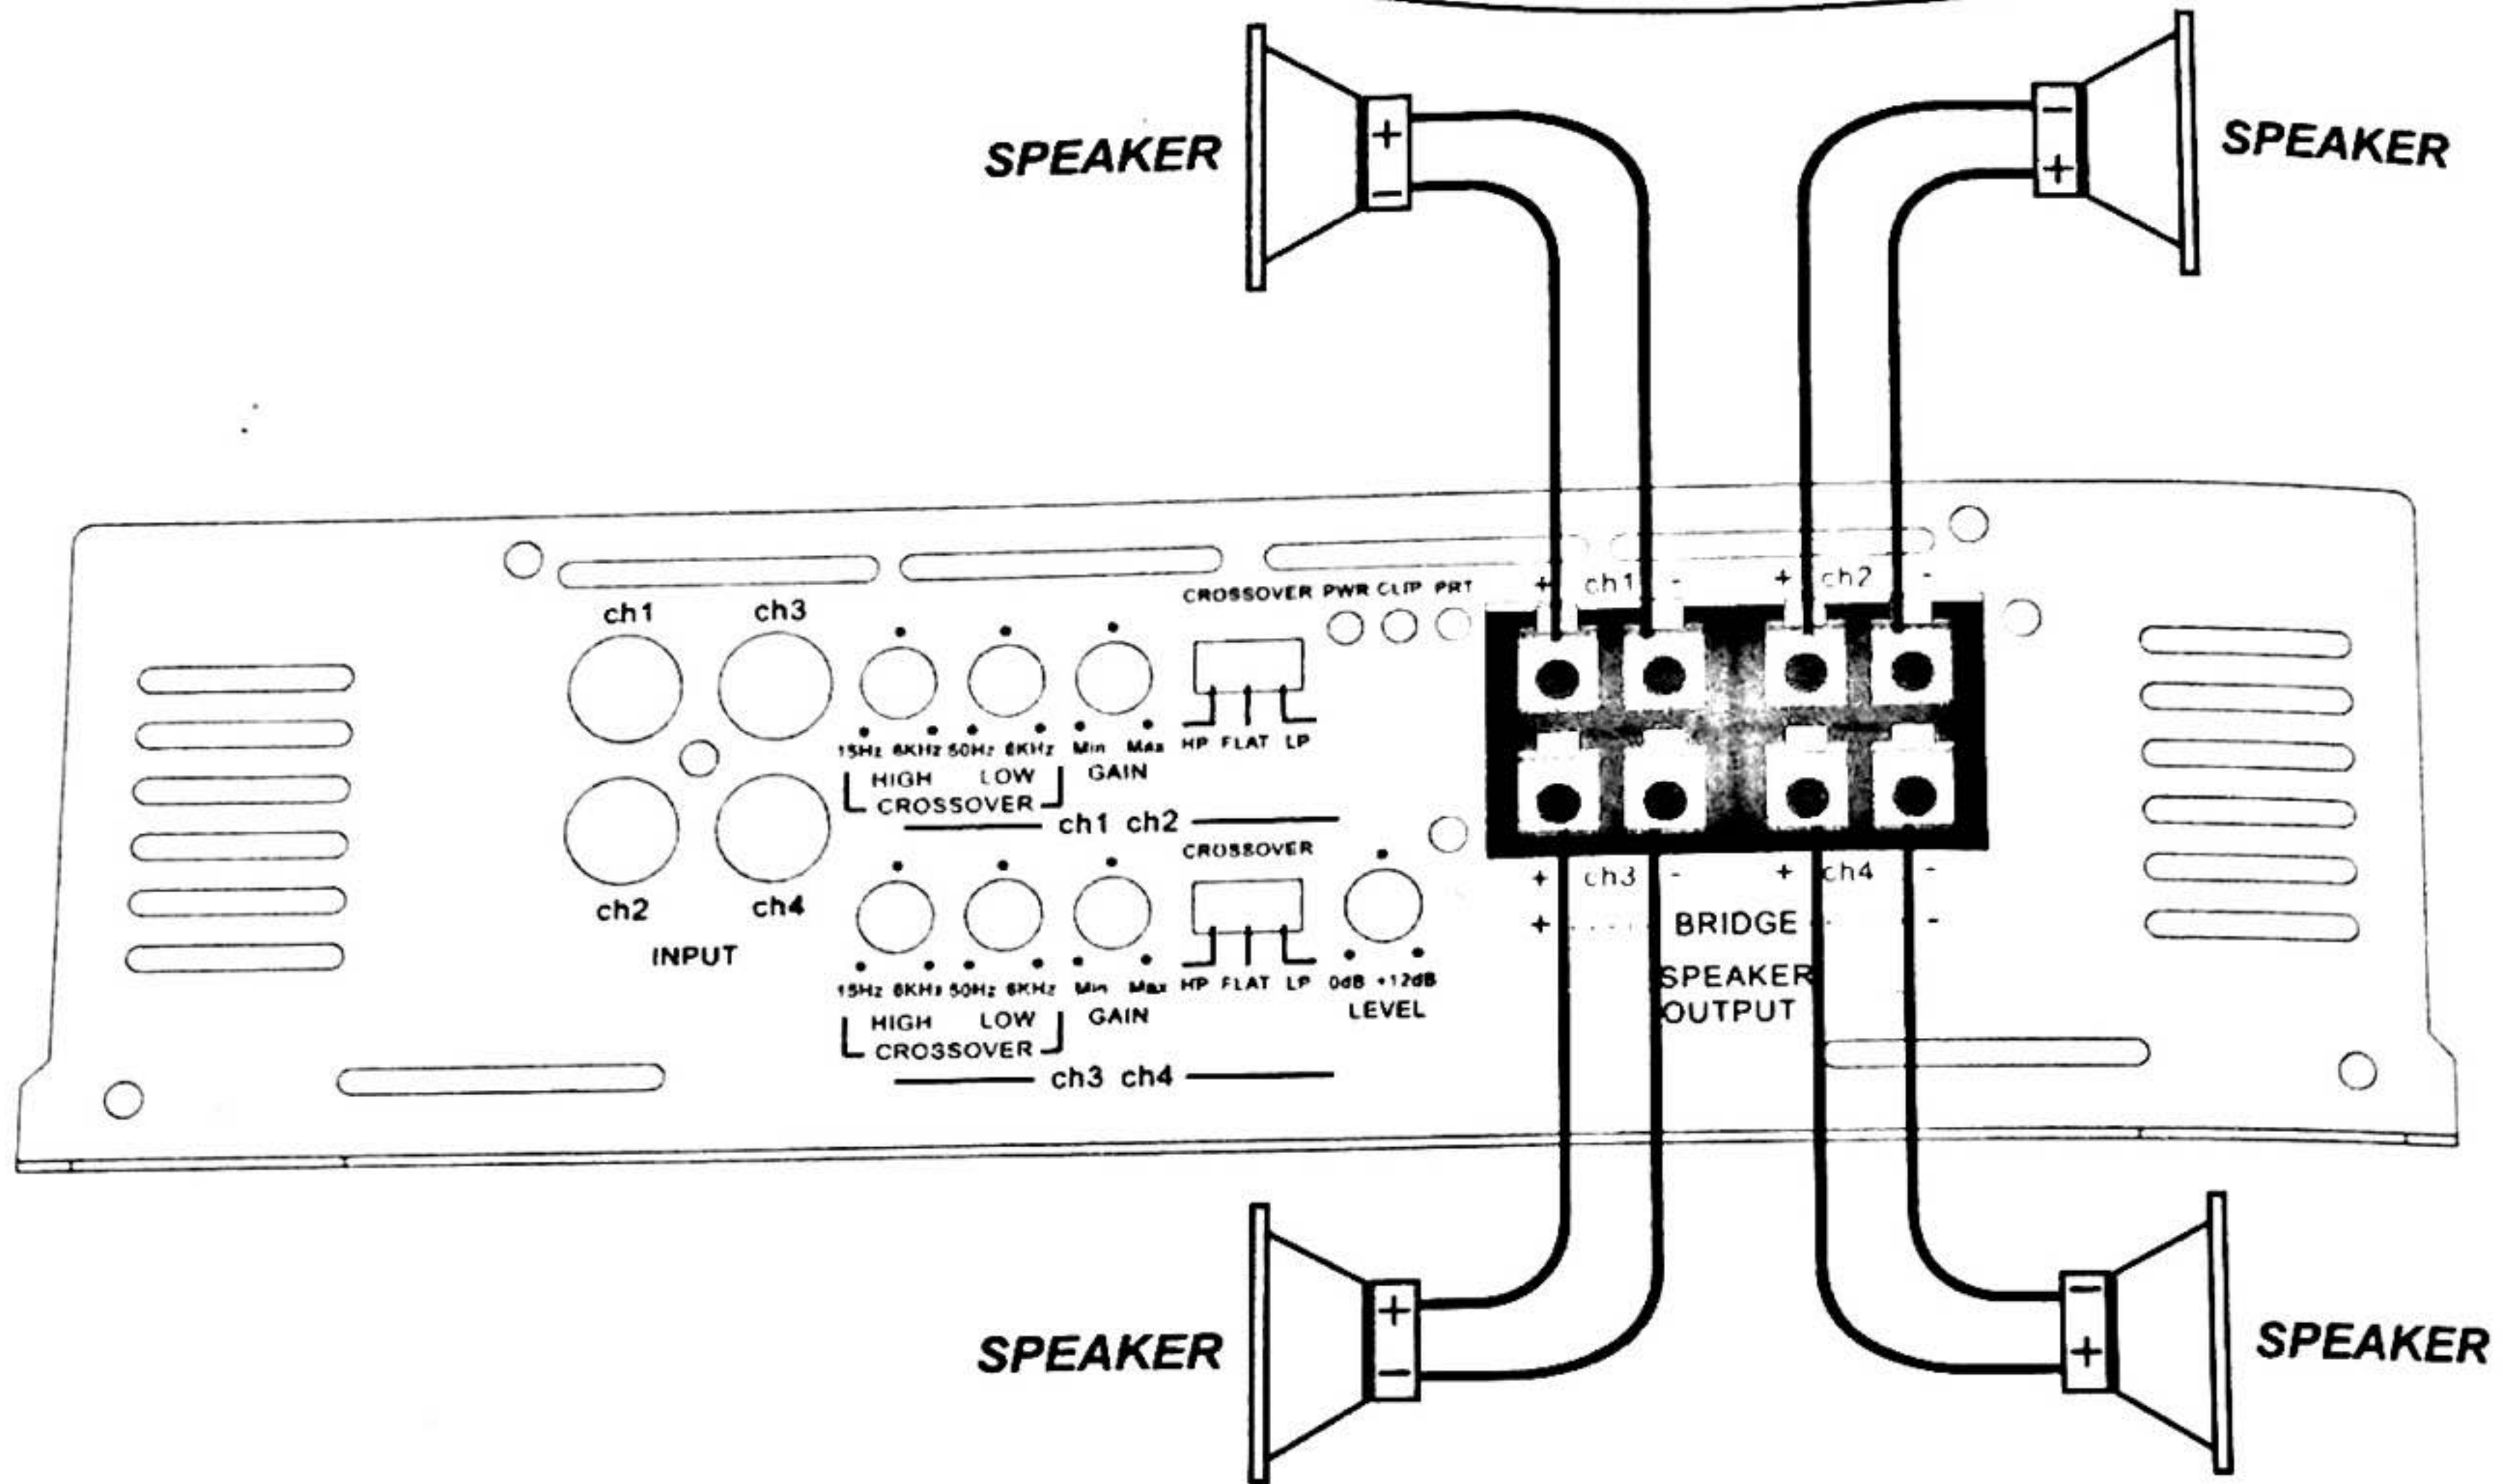 SPEAKER
+
−
−
+
SPEAKER
CROSSOVER PWR CLIP PRT
+ ch1 -
+ ch2 -
ch1 ch3
15Hz 6KHz 50Hz 6KHz Min Max HP FLAT LP
HIGH LOW GAIN
CROSSOVER
ch1 ch2
CROSSOVER
ch2 ch4
INPUT
+ ch3 -
+ ch4 -
+ BRIDGE -
SPEAKER
OUTPUT
15Hz 6KHz 50Hz 6KHz Min Max HP FLAT LP 0dB +12dB
HIGH LOW GAIN LEVEL
CROSSOVER
ch3 ch4
SPEAKER
+
−
−
+
SPEAKER